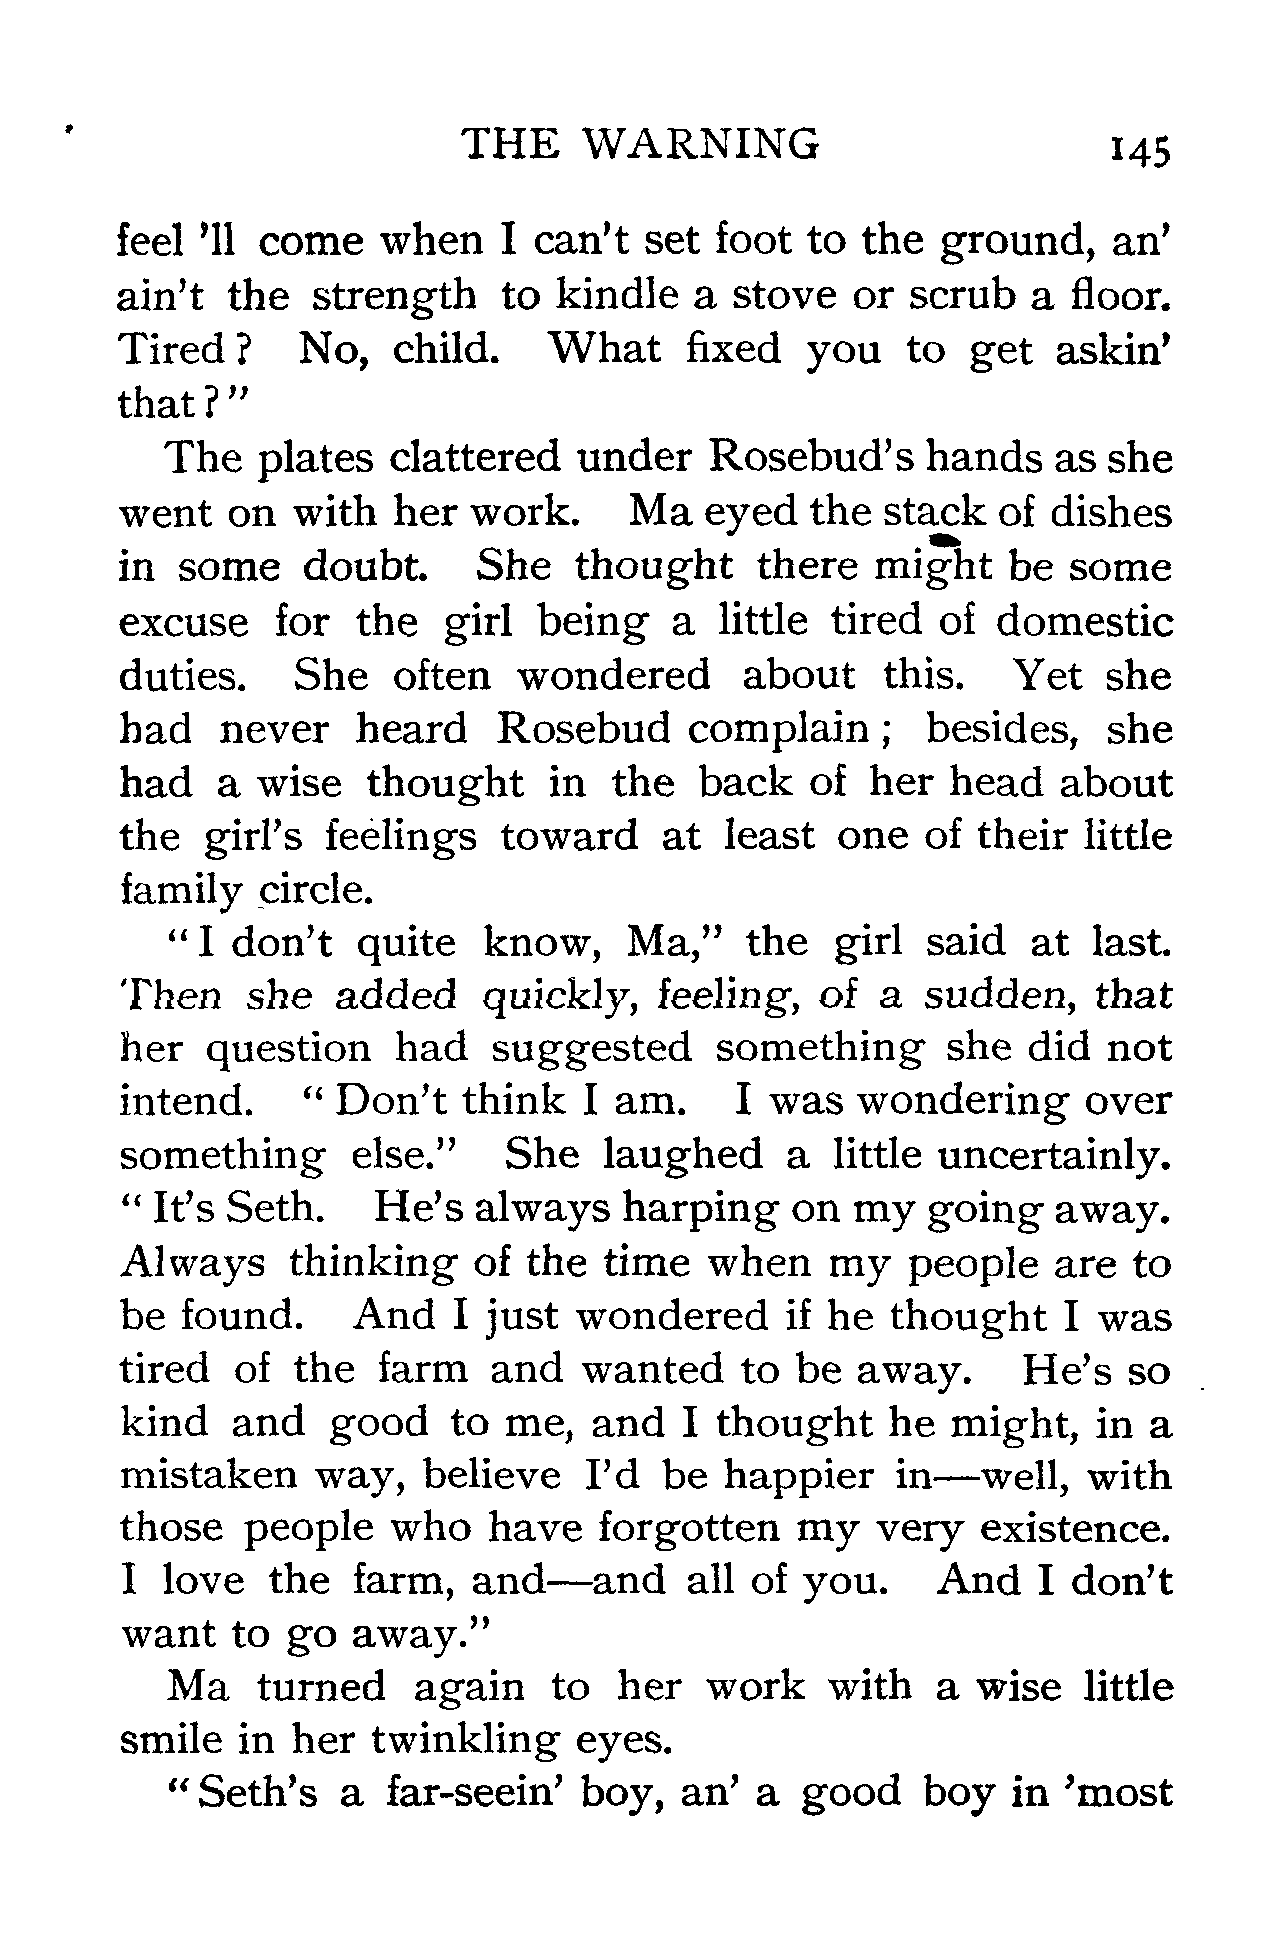 THE WARNING 145
feel 'll come when I can't set foot to the ground, an'
ain't the strength to kindle a stove or scrub a floor.
Tired ? No, child. What fixed you to get askin'
that ? "
The plates clattered under Rosebud's hands as she
went on with her work. Ma eyed the stack of dishes
in some doubt. She thought there might be some
excuse for the girl being a little tired of domestic
duties. She often wondered about this. Yet she
had never heard Rosebud complain ; besides, she
had a wise thought in the back of her head about
the girl's feelings toward at least one of their little
family circle.
" I don't quite know, Ma," the girl said at last.
Then she added quickly, feeling, of a sudden, that
her question had suggested something she did not
intend. " Don't think I am. I was wondering over
something else." She laughed a little uncertainly.
" It's Seth. He's always harping on my going away.
Always thinking of the time when my people are to
be found. And I just wondered if he thought I was
tired of the farm and wanted to be away. He's so
kind and good to me, and I thought he might, in a
mistaken way, believe I'd be happier in—well, with
those people who have forgotten my very existence.
I love the farm, and—and all of you. And I don't
want to go away."
Ma turned again to her work with a wise little
smile in her twinkling eyes.
" Seth's a far-seein' boy, an' a good boy in 'most